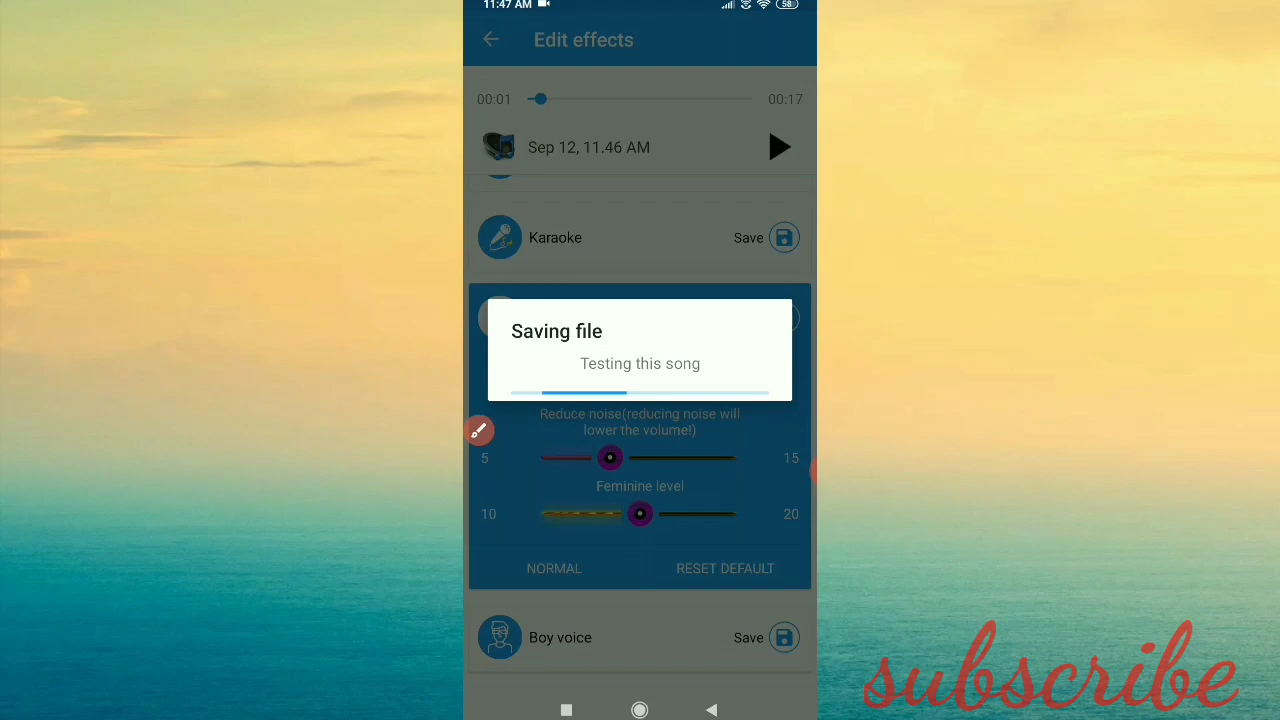 11:47 AM
58
Edit effects
00:01
00:17
Sep 12, 11.46 AM
Karaoke
Save
Saving file
Testing this song
Reduce noise(reducing noise will
lower the volume!)
5
15
Feminine level
10
20
NORMAL
RESET DEFAULT
Boy voice
Save
subscribe